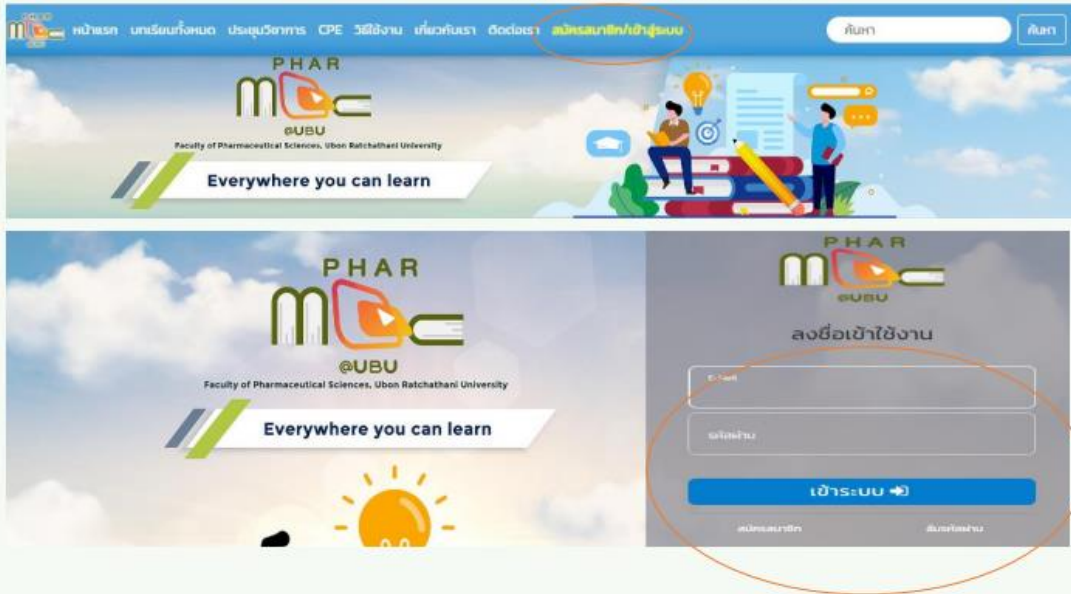 หน้าแรก บทเรียนทั้งหมด ประชุมวิชาการ CPE วิธีใช้งาน เกี่ยวกับเรา ติดต่อเรา สมัครสมาชิก/เข้าสู่ระบบ ค้นหา ค้นหา
PHAR
MOOC
@UBU
Faculty of Pharmaceutical Sciences, Ubon Ratchathani University
Everywhere you can learn
PHAR
MOOC
@UBU
Faculty of Pharmaceutical Sciences, Ubon Ratchathani University
Everywhere you can learn
PHAR
MOOC
@UBU
ลงชื่อเข้าใช้งาน
รหัสผ่าน
เข้าระบบ
สมัครสมาชิก ลืมรหัสผ่าน